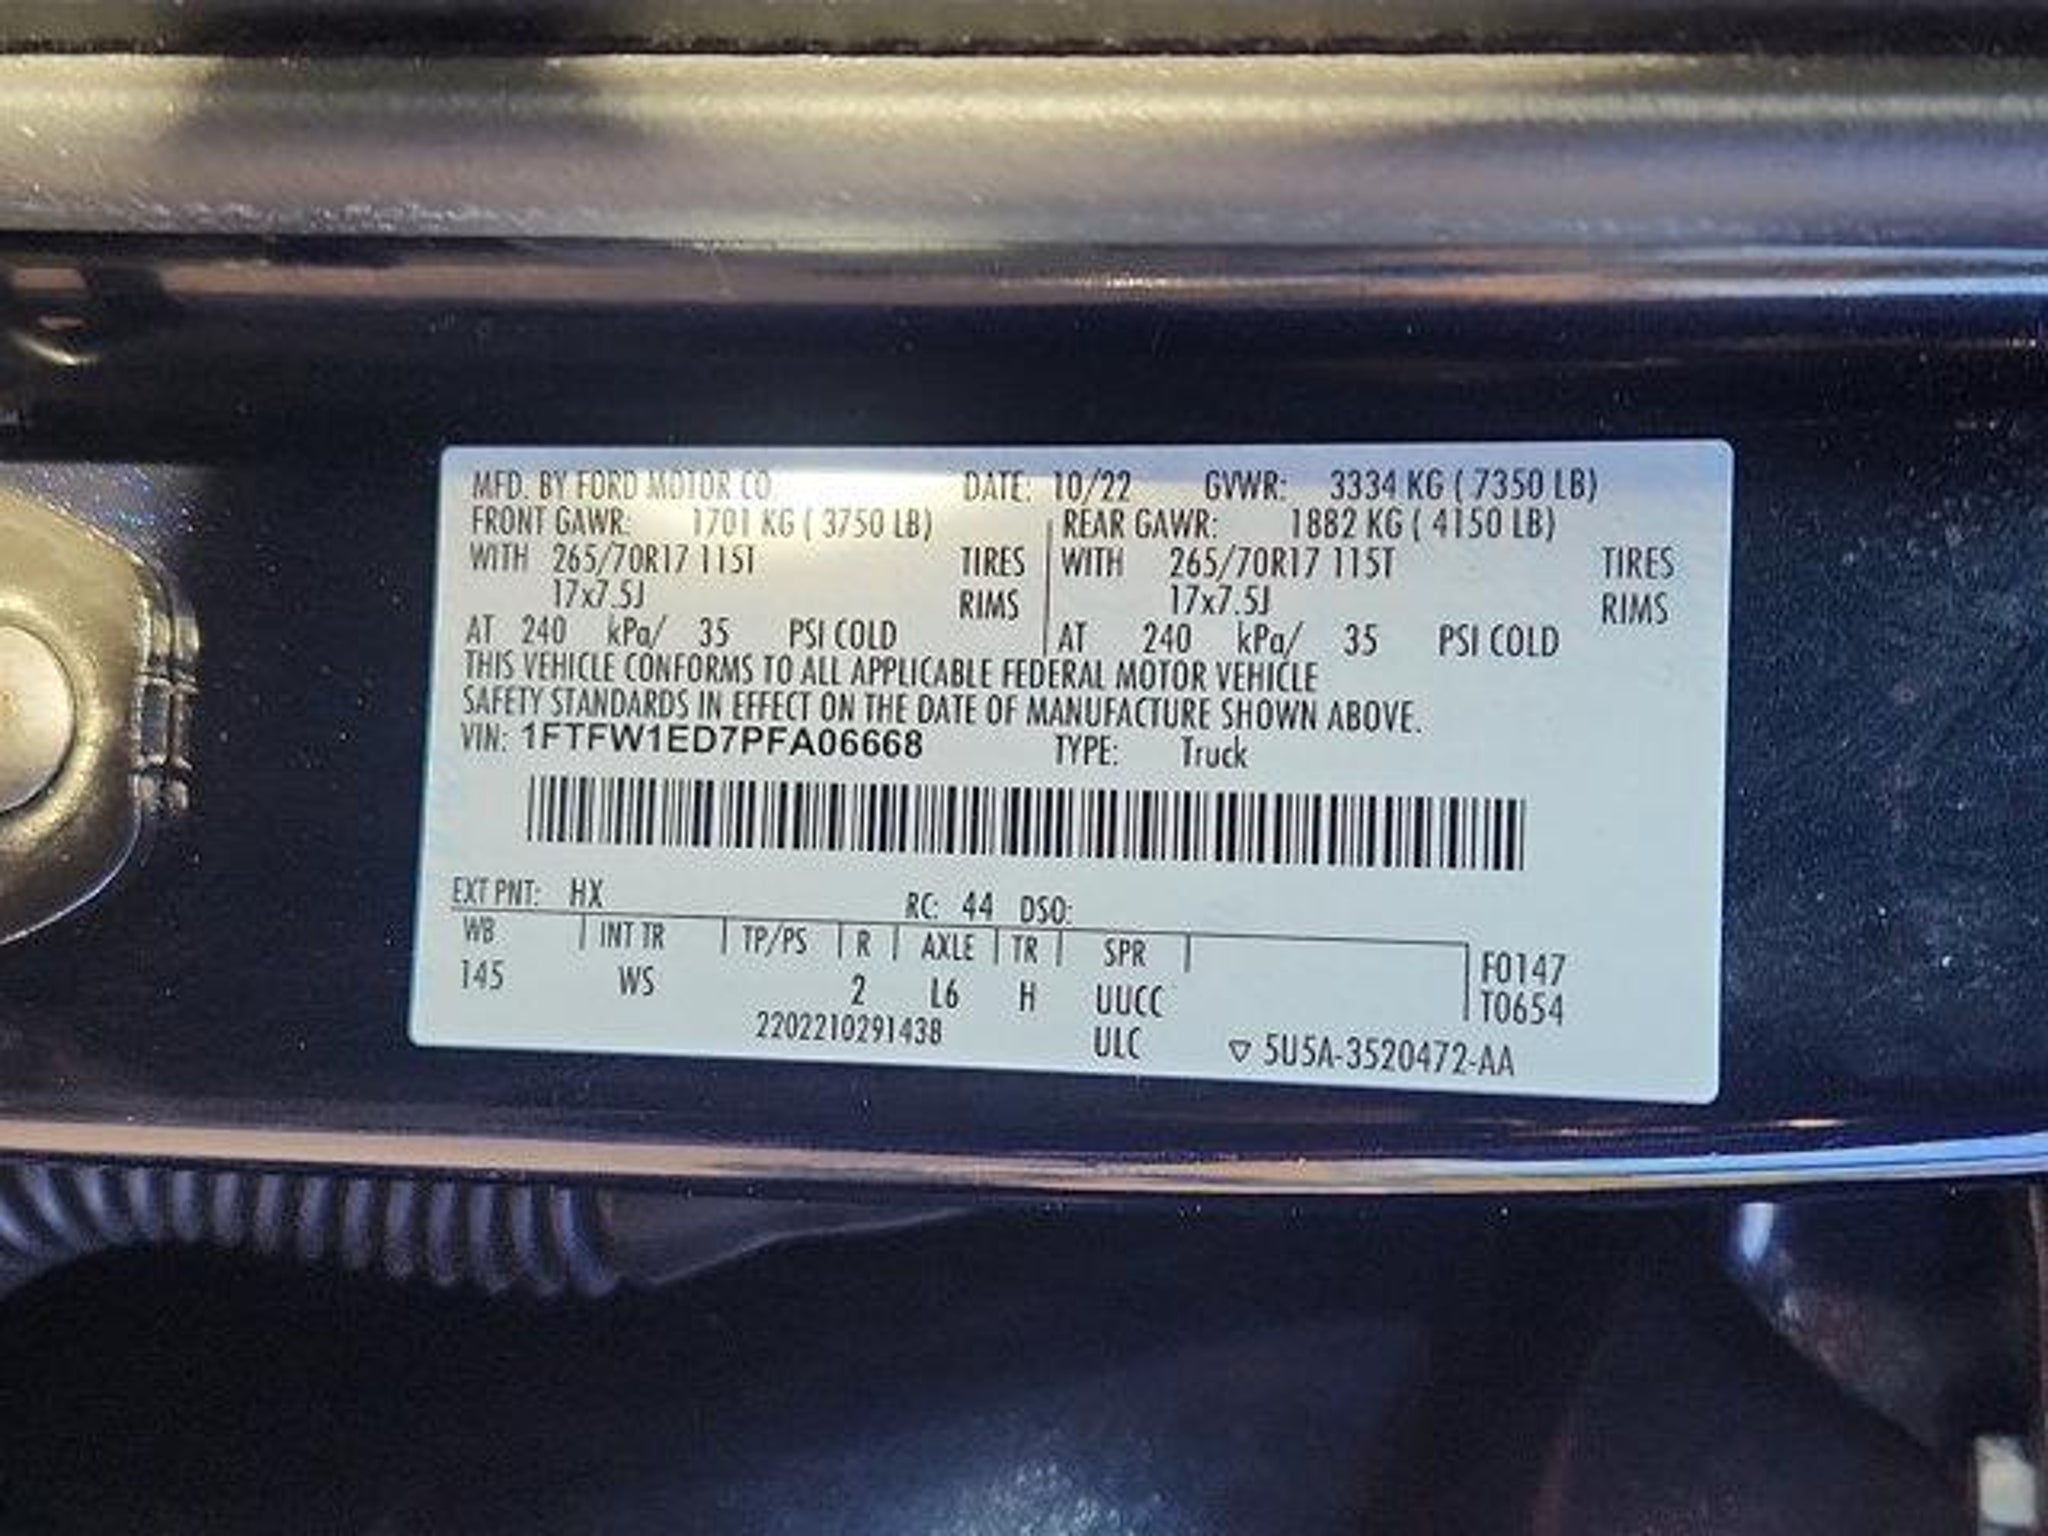 MFD. BY FORD MOTOR CO. DATE: 10/22 GVWR: 3334 KG ( 7350 LB)
FRONT GAWR: 1701 KG ( 3750 LB) REAR GAWR: 1882 KG ( 4150 LB)
WITH 265/70R17 115T TIRES WITH 265/70R17 115T TIRES
17x7.5J RIMS 17x7.5J RIMS
AT 240 kPa/ 35 PSI COLD AT 240 kPa/ 35 PSI COLD
THIS VEHICLE CONFORMS TO ALL APPLICABLE FEDERAL MOTOR VEHICLE
SAFETY STANDARDS IN EFFECT ON THE DATE OF MANUFACTURE SHOWN ABOVE.
VIN: 1FTFW1ED7PFA06668 TYPE: Truck
EXT PNT: HX RC: 44 DSO:
WB INT TR TP/PS R AXLE TR SPR F0147
145 WS 2 L6 H UUCC T0654
2202210291438 ULC ▽ 5U5A-3520472-AA